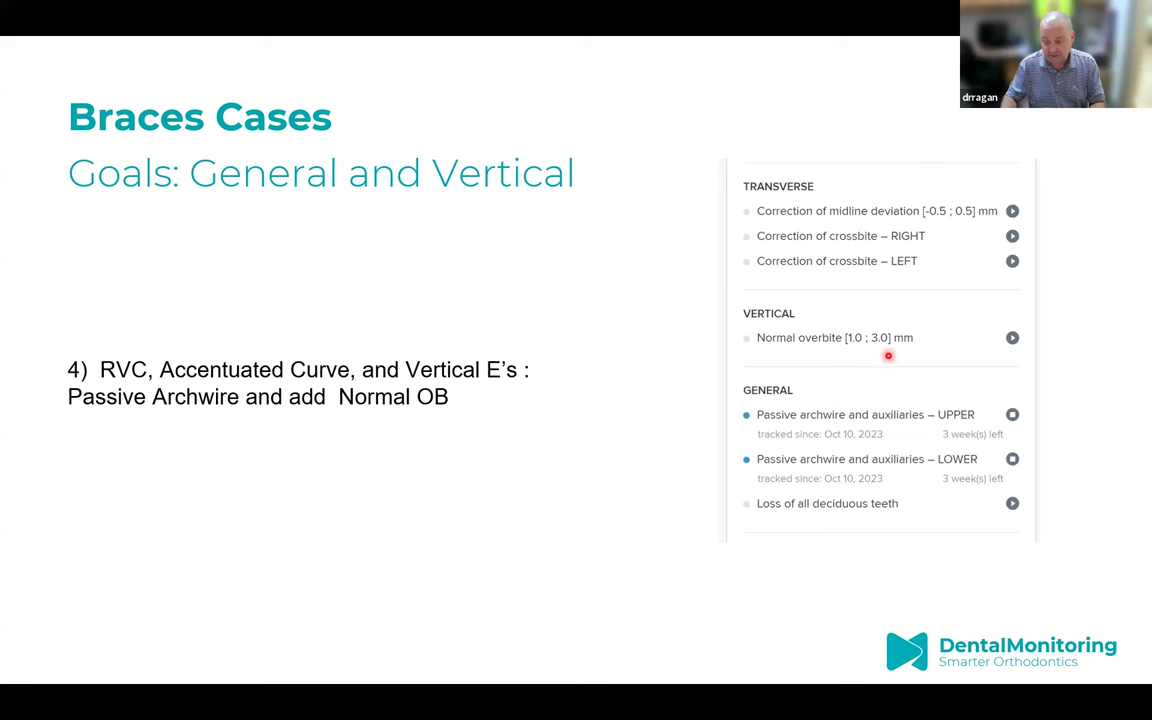 drragan
Braces Cases
Goals: General and Vertical
4) RVC, Accentuated Curve, and Vertical E’s :
Passive Archwire and add Normal OB
TRANSVERSE
Correction of midline deviation [-0.5 ; 0.5] mm
Correction of crossbite – RIGHT
Correction of crossbite – LEFT
VERTICAL
Normal overbite [1.0 ; 3.0] mm
GENERAL
Passive archwire and auxiliaries – UPPER
tracked since: Oct 10, 2023 3 week(s) left
Passive archwire and auxiliaries – LOWER
tracked since: Oct 10, 2023 3 week(s) left
Loss of all deciduous teeth
DentalMonitoring
Smarter Orthodontics